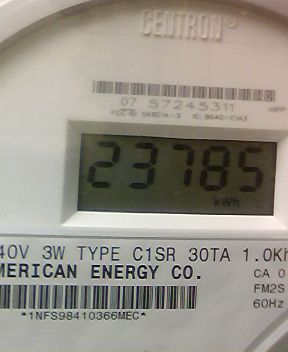 CENTRON®
07 57245311
23785
kWh
40V 3W TYPE C1SR 30TA 1.0Kh
MERICAN ENERGY CO.
CA 0
FM2S
60Hz
*1NFS98410366MEC*